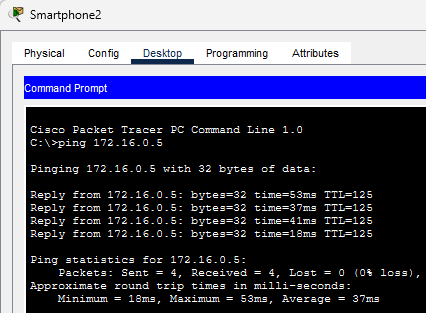 Smartphone2
Physical Config Desktop Programming Attributes
Command Prompt
Cisco Packet Tracer PC Command Line 1.0
C:\>ping 172.16.0.5
Pinging 172.16.0.5 with 32 bytes of data:
Reply from 172.16.0.5: bytes=32 time=53ms TTL=125
Reply from 172.16.0.5: bytes=32 time=37ms TTL=125
Reply from 172.16.0.5: bytes=32 time=41ms TTL=125
Reply from 172.16.0.5: bytes=32 time=18ms TTL=125
Ping statistics for 172.16.0.5:
Packets: Sent = 4, Received = 4, Lost = 0 (0% loss),
Approximate round trip times in milli-seconds:
Minimum = 18ms, Maximum = 53ms, Average = 37ms